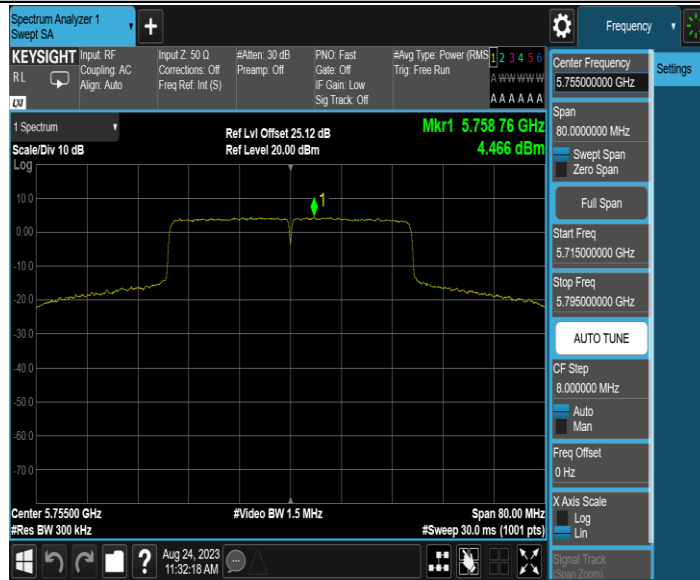 Spectrum Analyzer 1
Swept SA
+
Frequency
KEYSIGHT
RL
LXI
Input: RF
Coupling: AC
Align: Auto
Input Z: 50 Ω
Corrections: Off
Freq Ref: Int (S)
#Atten: 30 dB
Preamp: Off
PNO: Fast
Gate: Off
IF Gain: Low
Sig Track: Off
#Avg Type: Power (RMS
Trig: Free Run
1 2 3 4 5 6
A W W W W W
A A A A A A
1 Spectrum
Scale/Div 10 dB
Log
Ref Lvl Offset 25.12 dB
Ref Level 20.00 dBm
Mkr1 5.758 76 GHz
4.466 dBm
1
10.0
0.00
-10.0
-20.0
-30.0
-40.0
-50.0
-60.0
-70.0
Center 5.75500 GHz
#Res BW 300 kHz
#Video BW 1.5 MHz
Span 80.00 MHz
#Sweep 30.0 ms (1001 pts)
Center Frequency
5.755000000 GHz
Settings
Span
80.0000000 MHz
Swept Span
Zero Span
Full Span
Start Freq
5.715000000 GHz
Stop Freq
5.795000000 GHz
AUTO TUNE
CF Step
8.000000 MHz
Auto
Man
Freq Offset
0 Hz
X Axis Scale
Log
Lin
Signal Track
(Span Zoom)
?
Aug 24, 2023
11:32:18 AM